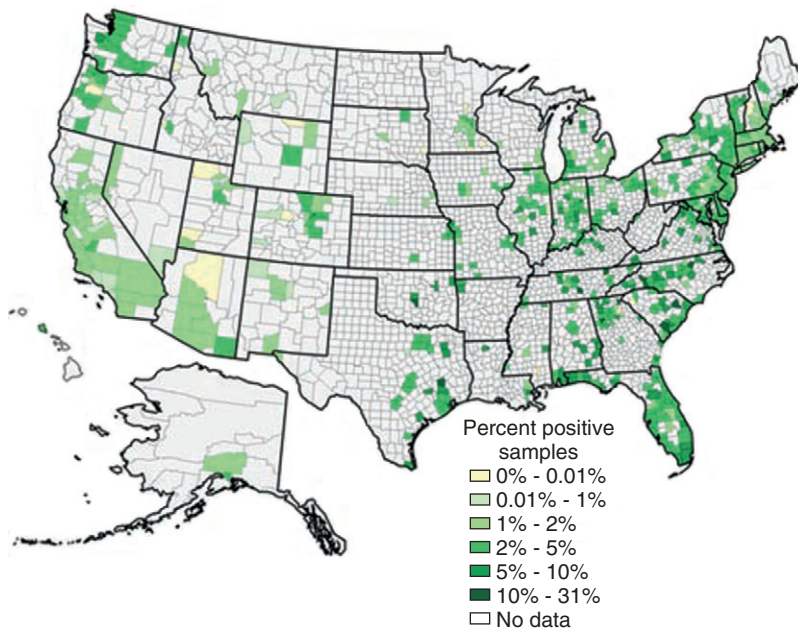 Percent positive
samples
0% - 0.01%
0.01% - 1%
1% - 2%
2% - 5%
5% - 10%
10% - 31%
No data